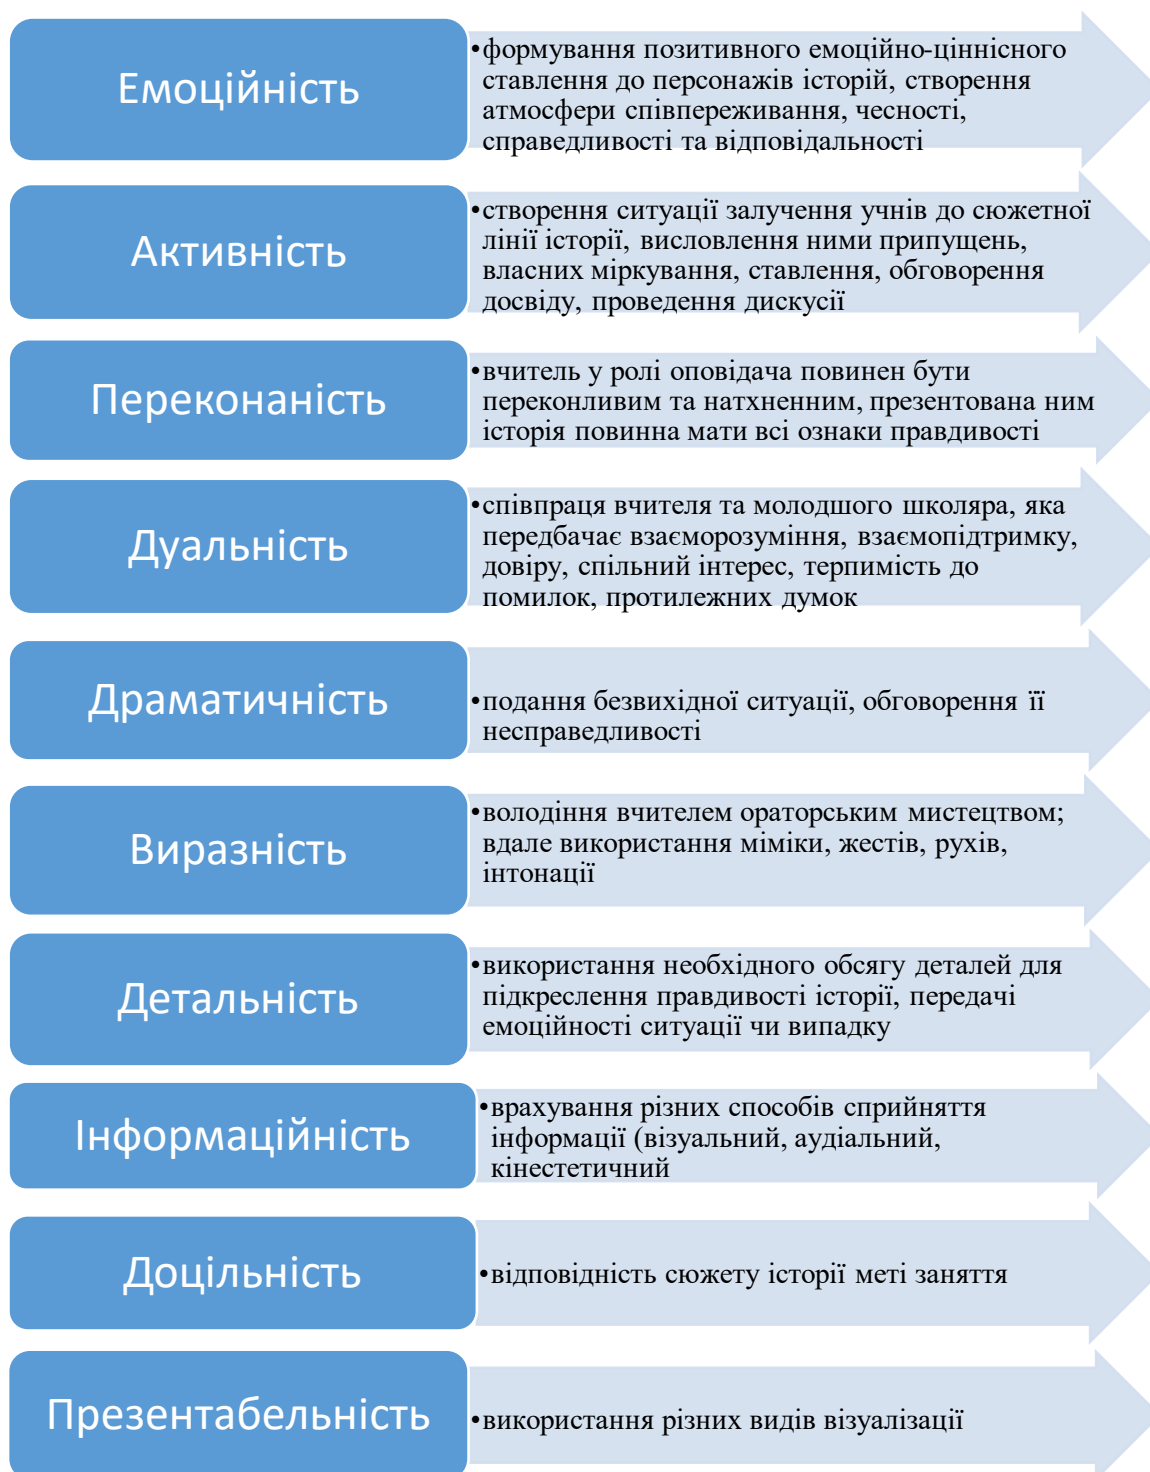 Емоційність
•формування позитивного емоційно-ціннісного
ставлення до персонажів історій, створення
атмосфери співпереживання, чесності,
справедливості та відповідальності
Активність
•створення ситуації залучення учнів до сюжетної
лінії історії, висловлення ними припущень,
власних міркування, ставлення, обговорення
досвіду, проведення дискусії
Переконаність
•вчитель у ролі оповідача повинен бути
переконливим та натхненним, презентована ним
історія повинна мати всі ознаки правдивості
Дуальність
•співпраця вчителя та молодшого школяра, яка
передбачає взаєморозуміння, взаємопідтримку,
довіру, спільний інтерес, терпимість до
помилок, протилежних думок
Драматичність
•подання безвихідної ситуації, обговорення її
несправедливості
Виразність
•володіння вчителем ораторським мистецтвом;
вдале використання міміки, жестів, рухів,
інтонації
Детальність
•використання необхідного обсягу деталей для
підкреслення правдивості історії, передачі
емоційності ситуації чи випадку
Інформаційність
•врахування різних способів сприйняття
інформації (візуальний, аудіальний,
кінестетичний
Доцільність
•відповідність сюжету історії меті заняття
Презентабельність
•використання різних видів візуалізації